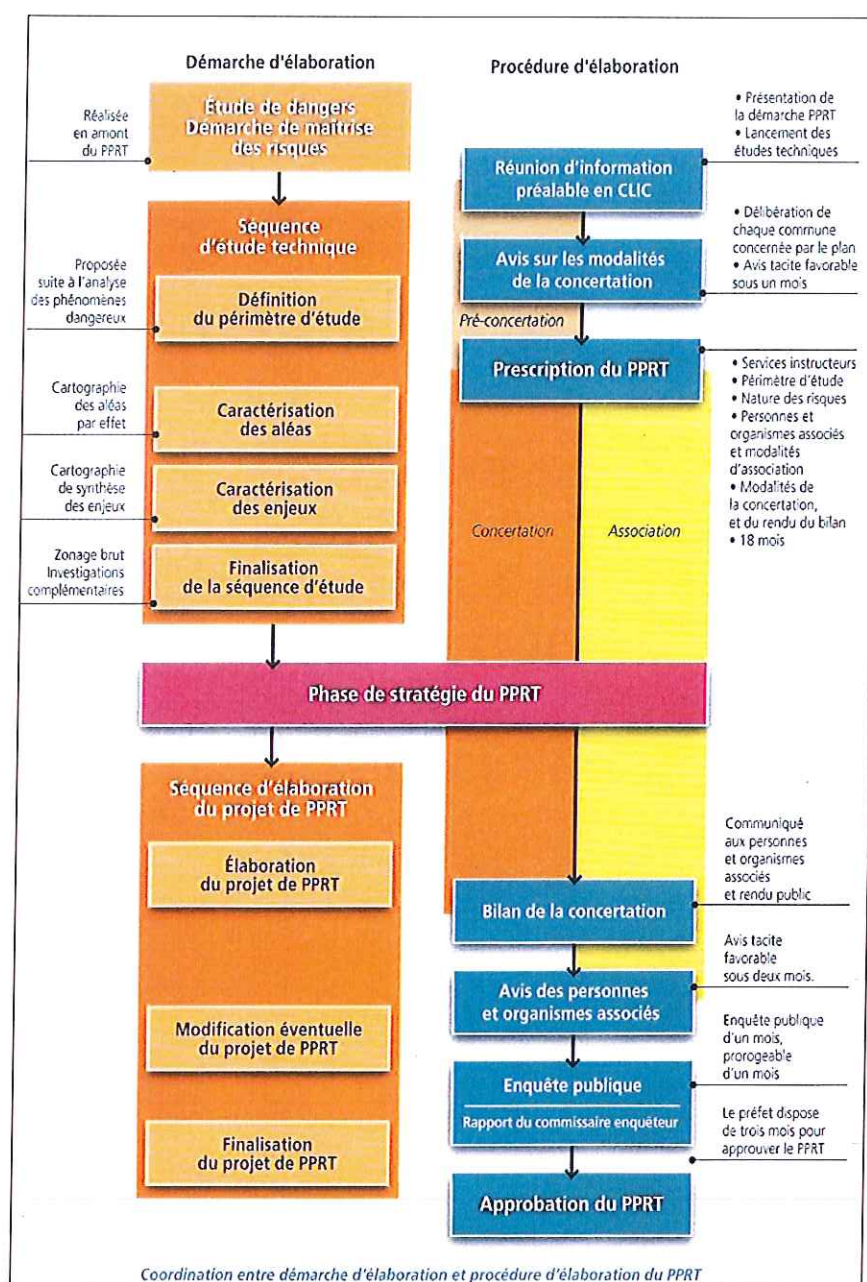 Démarche d'élaboration
Procédure d'élaboration
Réalisée
en amont
du PPRT
Étude de dangers
Démarche de maîtrise
des risques
Séquence
d'étude technique
Proposée
suite à l'analyse
des phénomènes
dangereux
Définition
du périmètre d'étude
Cartographie
des aléas
par effet
Caractérisation
des aléas
Cartographie
de synthèse
des enjeux
Caractérisation
des enjeux
Zonage brut
Investigations
complémentaires
Finalisation
de la séquence d'étude
• Présentation de
la démarche PPRT
• Lancement des
études techniques
Réunion d'information
préalable en CLIC
• Délibération de
chaque commune
concernée par le plan
• Avis tacite favorable
sous un mois
Avis sur les modalités
de la concertation
Pré-concertation
Prescription du PPRT
• Services instructeurs
• Périmètre d'étude
• Nature des risques
• Personnes et
organismes associés
et modalités
d'association
• Modalités de
la concertation,
et du rendu du bilan
• 18 mois
Concertation
Association
Phase de stratégie du PPRT
Séquence d'élaboration
du projet de PPRT
Élaboration
du projet de PPRT
Modification éventuelle
du projet de PPRT
Finalisation
du projet de PPRT
Communiqué
aux personnes
et organismes
associés
et rendu public
Bilan de la concertation
Avis tacite
favorable
sous deux mois.
Avis des personnes
et organismes associés
Enquête publique
d'un mois,
prorogeable
d'un mois
Enquête publique
Rapport du commissaire enquêteur
Le préfet dispose
de trois mois pour
approuver le PPRT
Approbation du PPRT
Coordination entre démarche d'élaboration et procédure d'élaboration du PPRT